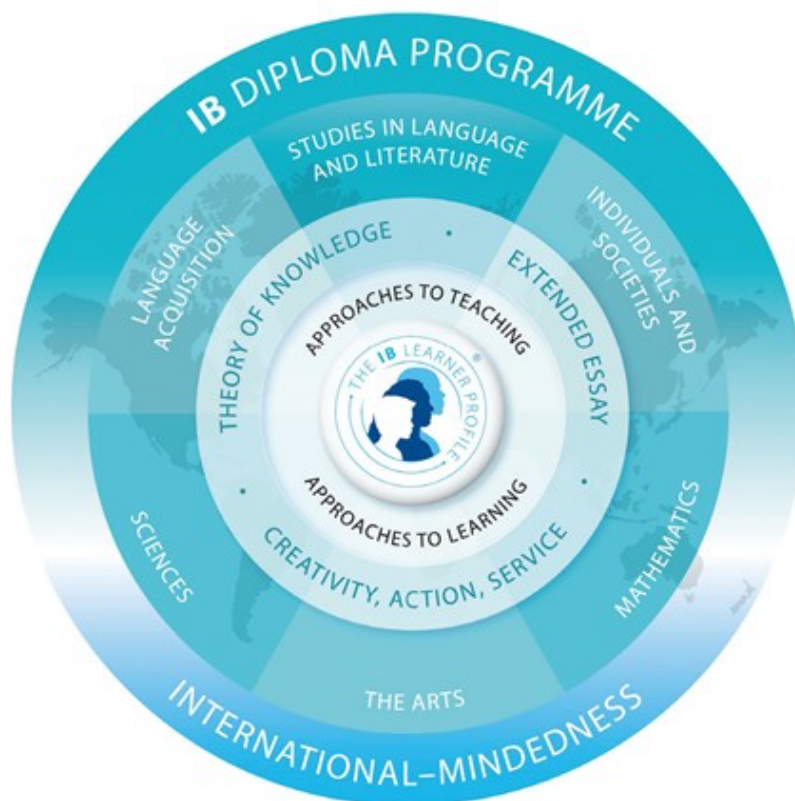 IB DIPLOMA PROGRAMME
STUDIES IN LANGUAGE
AND LITERATURE
LANGUAGE
ACQUISITION
INDIVIDUALS AND
SOCIETIES
THEORY OF KNOWLEDGE
EXTENDED ESSAY
APPROACHES TO TEACHING
THE IB LEARNER PROFILE
®
APPROACHES TO LEARNING
CREATIVITY, ACTION, SERVICE
SCIENCES
MATHEMATICS
THE ARTS
INTERNATIONAL–MINDEDNESS